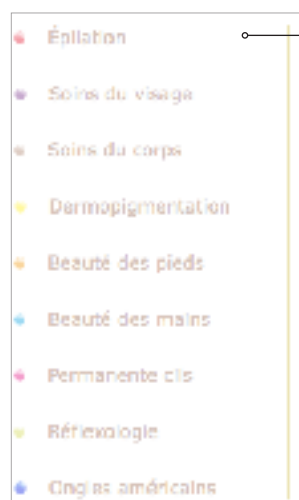 Épilation
Soins du visage
Soins du corps
Dermopigmentation
Beauté des pieds
Beauté des mains
Permanente cils
Réflexologie
Ongles américains